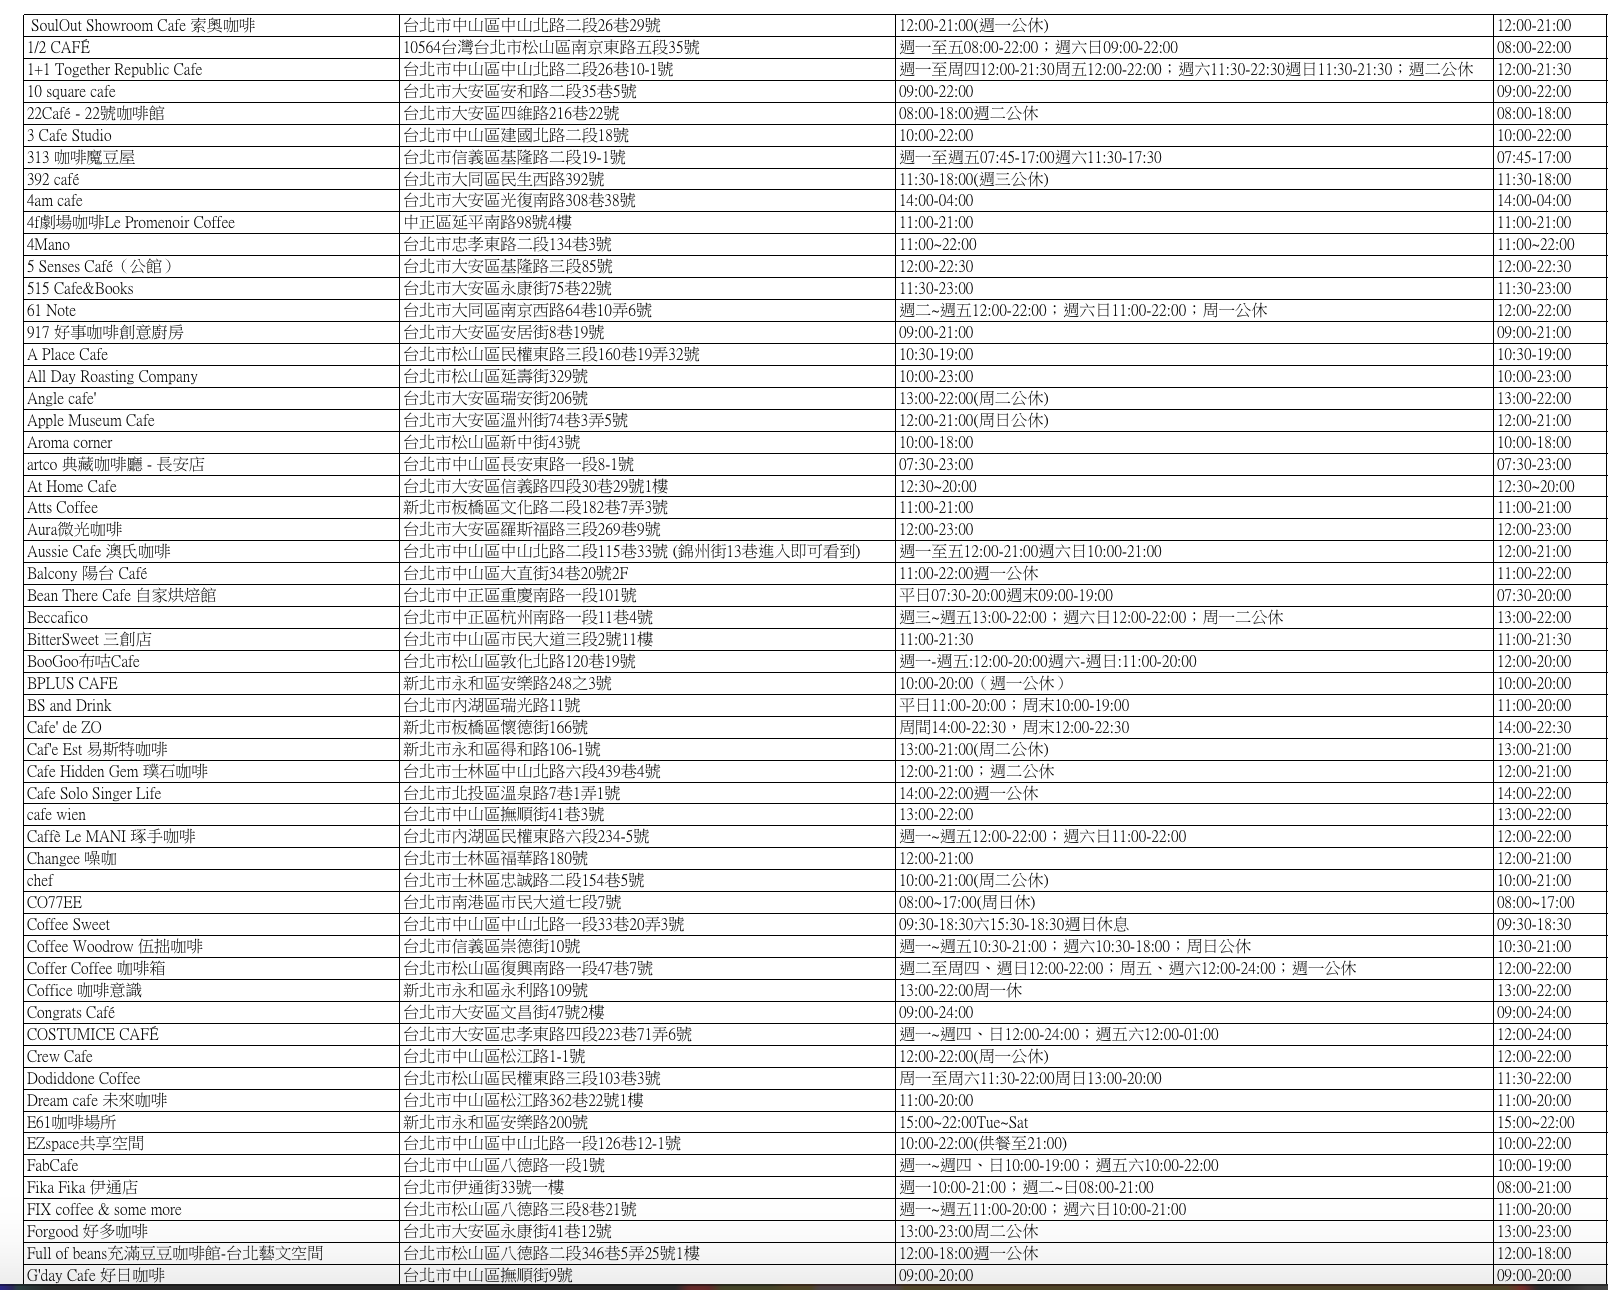 SoulOut Showroom Cafe 索奧咖啡 台北市中山區中山北路二段26巷29號 12:00-21:00(週一公休) 12:00-21:00
1/2 CAFÉ 10564台灣台北市松山區南京東路五段35號 週一至五08:00-22:00；週六日09:00-22:00 08:00-22:00
1+1 Together Republic Cafe 台北市中山區中山北路二段26巷10-1號 週一至周四12:00-21:30周五12:00-22:00；週六11:30-22:30週日11:30-21:30；週二公休 12:00-21:30
10 square cafe 台北市大安區安和路二段35巷5號 09:00-22:00 09:00-22:00
22Café - 22號咖啡館 台北市大安區四維路216巷22號 08:00-18:00週二公休 08:00-18:00
3 Cafe Studio 台北市中山區建國北路二段18號 10:00-22:00 10:00-22:00
313 咖啡魔豆屋 台北市信義區基隆路二段19-1號 週一至週五07:45-17:00週六11:30-17:30 07:45-17:00
392 café 台北市大同區民生西路392號 11:30-18:00(週三公休) 11:30-18:00
4am cafe 台北市大安區光復南路308巷38號 14:00-04:00 14:00-04:00
4f劇場咖啡Le Promenoir Coffee 中正區延平南路98號4樓 11:00-21:00 11:00-21:00
4Mano 台北市忠孝東路二段134巷3號 11:00~22:00 11:00~22:00
5 Senses Café（公館） 台北市大安區基隆路三段85號 12:00-22:30 12:00-22:30
515 Cafe&Books 台北市大安區永康街75巷22號 11:30-23:00 11:30-23:00
61 Note 台北市大同區南京西路64巷10弄6號 週二~週五12:00-22:00；週六日11:00-22:00；周一公休 12:00-22:00
917 好事咖啡創意廚房 台北市大安區安居街8巷19號 09:00-21:00 09:00-21:00
A Place Cafe 台北市松山區民權東路三段160巷19弄32號 10:30-19:00 10:30-19:00
All Day Roasting Company 台北市松山區延壽街329號 10:00-23:00 10:00-23:00
Angle cafe' 台北市大安區瑞安街206號 13:00-22:00(周二公休) 13:00-22:00
Apple Museum Cafe 台北市大安區溫州街74巷3弄5號 12:00-21:00(周日公休) 12:00-21:00
Aroma corner 台北市松山區新中街43號 10:00-18:00 10:00-18:00
artco 典藏咖啡廳 - 長安店 台北市中山區長安東路一段8-1號 07:30-23:00 07:30-23:00
At Home Cafe 台北市大安區信義路四段30巷29號1樓 12:30~20:00 12:30~20:00
Atts Coffee 新北市板橋區文化路二段182巷7弄3號 11:00-21:00 11:00-21:00
Aura微光咖啡 台北市大安區羅斯福路三段269巷9號 12:00-23:00 12:00-23:00
Aussie Cafe 澳氏咖啡 台北市中山區中山北路二段115巷33號 (錦州街13巷進入即可看到) 週一至五12:00-21:00週六日10:00-21:00 12:00-21:00
Balcony 陽台 Café 台北市中山區大直街34巷20號2F 11:00-22:00週一公休 11:00-22:00
Bean There Cafe 自家烘焙館 台北市中正區重慶南路一段101號 平日07:30-20:00週末09:00-19:00 07:30-20:00
Beccafico 台北市中正區杭州南路一段11巷4號 週三~週五13:00-22:00；週六日12:00-22:00；周一二公休 13:00-22:00
BitterSweet 三創店 台北市中山區市民大道三段2號11樓 11:00-21:30 11:00-21:30
BooGoo布咕Cafe 台北市松山區敦化北路120巷19號 週一-週五:12:00-20:00週六-週日:11:00-20:00 12:00-20:00
BPLUS CAFE 新北市永和區安樂路248之3號 10:00-20:00（週一公休） 10:00-20:00
BS and Drink 台北市內湖區瑞光路11號 平日11:00-20:00；周末10:00-19:00 11:00-20:00
Cafe' de ZO 新北市板橋區懷德街166號 周間14:00-22:30，周末12:00-22:30 14:00-22:30
Caf'e Est 易斯特咖啡 新北市永和區得和路106-1號 13:00-21:00(周二公休) 13:00-21:00
Cafe Hidden Gem 璞石咖啡 台北市士林區中山北路六段439巷4號 12:00-21:00；週二公休 12:00-21:00
Cafe Solo Singer Life 台北市北投區溫泉路7巷1弄1號 14:00-22:00週一公休 14:00-22:00
cafe wien 台北市中山區撫順街41巷3號 13:00-22:00 13:00-22:00
Caffè Le MANI 琢手咖啡 台北市內湖區民權東路六段234-5號 週一~週五12:00-22:00；週六日11:00-22:00 12:00-22:00
Changee 噪咖 台北市士林區福華路180號 12:00-21:00 12:00-21:00
chef 台北市士林區忠誠路二段154巷5號 10:00-21:00(周二公休) 10:00-21:00
CO77EE 台北市南港區市民大道七段7號 08:00~17:00(周日休) 08:00~17:00
Coffee Sweet 台北市中山區中山北路一段33巷20弄3號 09:30-18:30六15:30-18:30週日休息 09:30-18:30
Coffee Woodrow 伍拙咖啡 台北市信義區崇德街10號 週一~週五10:30-21:00；週六10:30-18:00；周日公休 10:30-21:00
Coffer Coffee 咖啡箱 台北市松山區復興南路一段47巷7號 週二至周四、週日12:00-22:00；周五、週六12:00-24:00；週一公休 12:00-22:00
Coffice 咖啡意識 新北市永和區永利路109號 13:00-22:00周一休 13:00-22:00
Congrats Café 台北市大安區文昌街47號2樓 09:00-24:00 09:00-24:00
COSTUMICE CAFÉ 台北市大安區忠孝東路四段223巷71弄6號 週一~週四、日12:00-24:00；週五六12:00-01:00 12:00-24:00
Crew Cafe 台北市中山區松江路1-1號 12:00-22:00(周一公休) 12:00-22:00
Dodiddone Coffee 台北市松山區民權東路三段103巷3號 周一至周六11:30-22:00周日13:00-20:00 11:30-22:00
Dream cafe 未來咖啡 台北市中山區松江路362巷22號1樓 11:00-20:00 11:00-20:00
E61咖啡場所 新北市永和區安樂路200號 15:00~22:00Tue~Sat 15:00~22:00
EZspace共享空間 台北市中山區中山北路一段126巷12-1號 10:00-22:00(供餐至21:00) 10:00-22:00
FabCafe 台北市中山區八德路一段1號 週一~週四、日10:00-19:00；週五六10:00-22:00 10:00-19:00
Fika Fika 伊通店 台北市伊通街33號一樓 週一10:00-21:00；週二~日08:00-21:00 08:00-21:00
FIX coffee & some more 台北市松山區八德路三段8巷21號 週一~週五11:00-20:00；週六日10:00-21:00 11:00-20:00
Forgood 好多咖啡 台北市大安區永康街41巷12號 13:00-23:00周二公休 13:00-23:00
Full of beans充滿豆豆咖啡館-台北藝文空間 台北市松山區八德路二段346巷5弄25號1樓 12:00-18:00週一公休 12:00-18:00
G'day Cafe 好日咖啡 台北市中山區撫順街9號 09:00-20:00 09:00-20:00